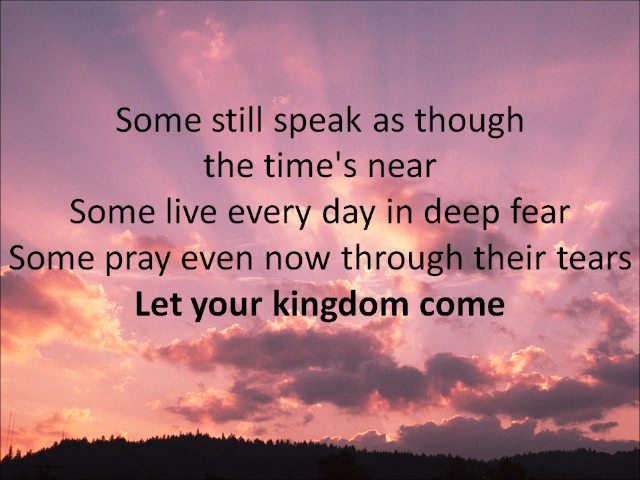 Some still speak as though
the time's near
Some live every day in deep fear
Some pray even now through their tears
Let your kingdom come